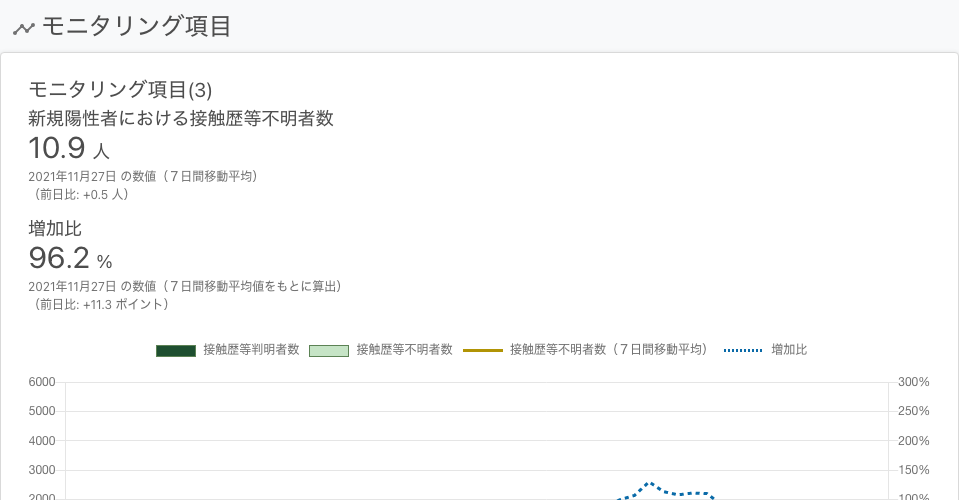 モニタリング項目
モニタリング項目(3)
新規陽性者における接触歴等不明者数
10.9 人
2021年11月27日 の数値（７日間移動平均）
（前日比: +0.5 人）
増加比
96.2 %
2021年11月27日 の数値（７日間移動平均値をもとに算出）
（前日比: +11.3 ポイント）
接触歴等判明者数 接触歴等不明者数 接触歴等不明者数（７日間移動平均） 増加比
6000 300%
5000 250%
4000 200%
3000 150%
2000 100%